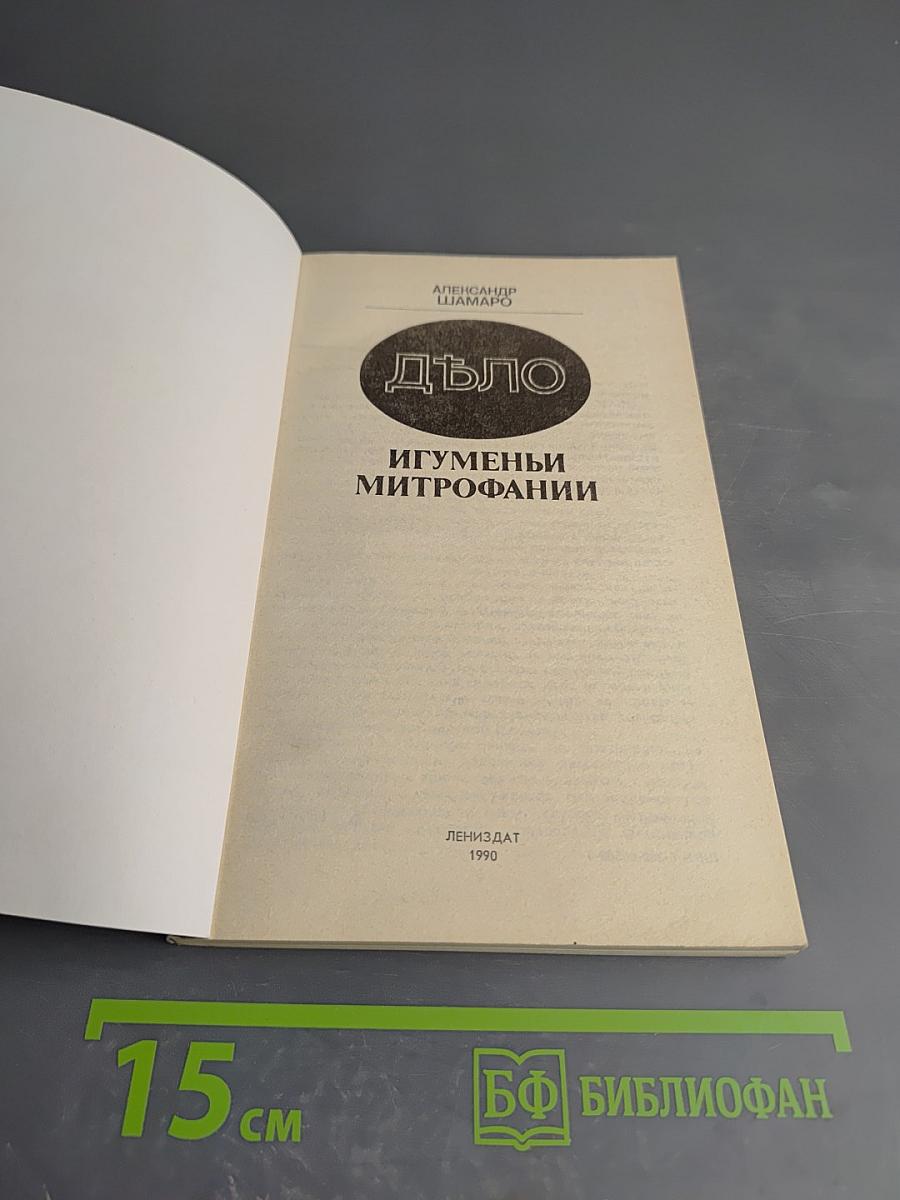 АЛЕКСАНДР
ШАМАРО
ДѢЛО
ИГУМЕНЬИ
МИТРОФАНИИ
ЛЕНИЗДАТ
1990
15 см
БФ БИБЛИОФАН